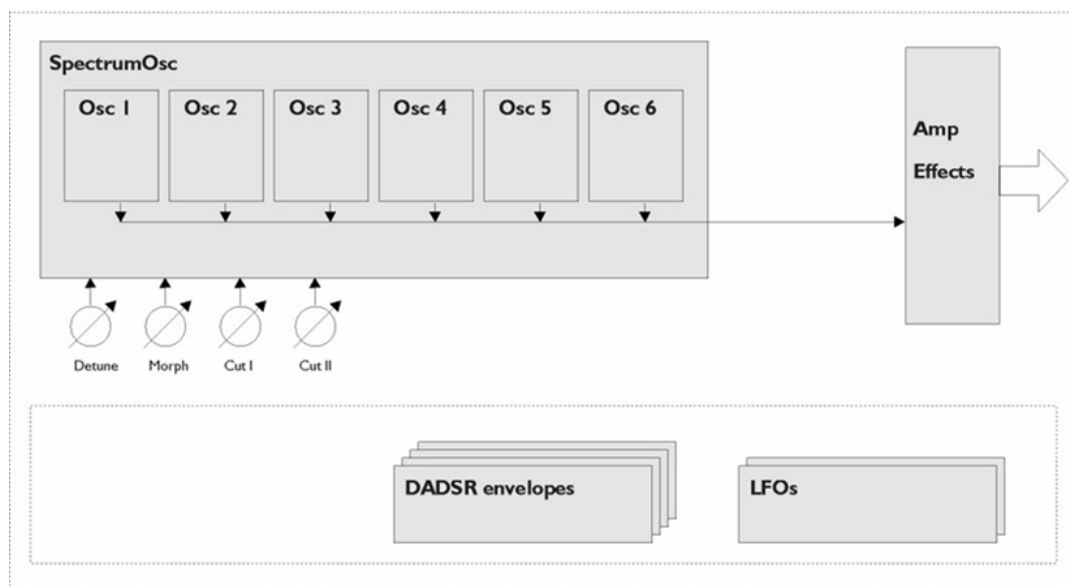 SpectrumOsc
Osc 1
Osc 2
Osc 3
Osc 4
Osc 5
Osc 6
Amp
Effects
Detune
Morph
Cut I
Cut II
DADSR envelopes
LFOs